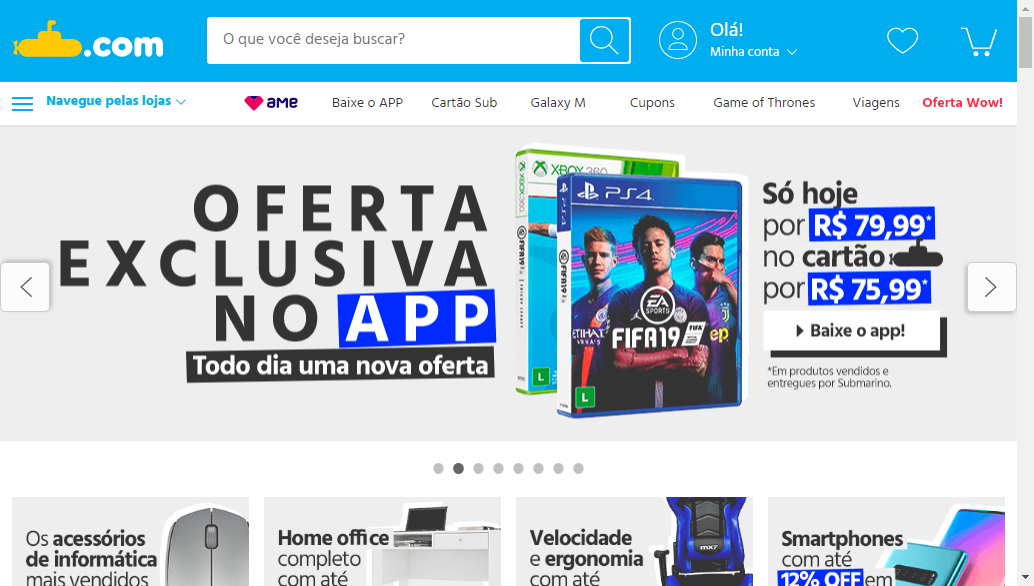 .com
O que você deseja buscar?
Olá!
Minha conta
Navegue pelas lojas
AME
Baixe o APP
Cartão Sub
Galaxy M
Cupons
Game of Thrones
Viagens
Oferta Wow!
OFERTA
EXCLUSIVA
NO APP
Todo dia uma nova oferta
XBOX 360
PS4
FIFA19
EA
SPORTS
FIFA19
L
L
Só hoje
por R$ 79,99*
no cartão
por R$ 75,99*
Baixe o app!
*Em produtos vendidos e
entregues por Submarino.
Os acessórios
de informática
mais vendidos
Home office
completo
com até
Velocidade
e ergonomia
com até
mx7
Smartphones
com até
12% OFF em